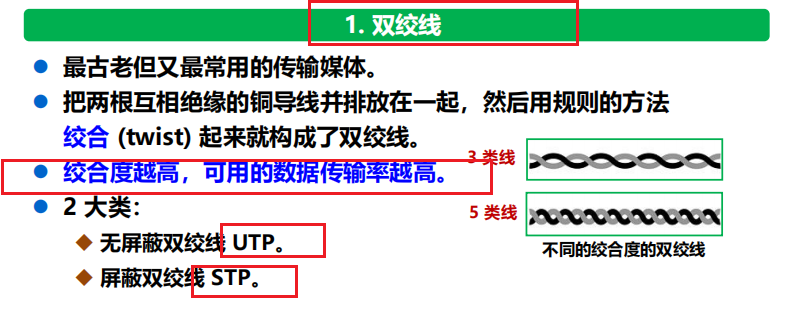 1. 双绞线
最古老但又最常用的传输媒体。
把两根互相绝缘的铜导线并排放在一起，然后用规则的方法
绞合 (twist) 起来就构成了双绞线。
绞合度越高，可用的数据传输率越高。
2 大类：
无屏蔽双绞线 UTP。
屏蔽双绞线 STP。
3 类线
5 类线
不同的绞合度的双绞线